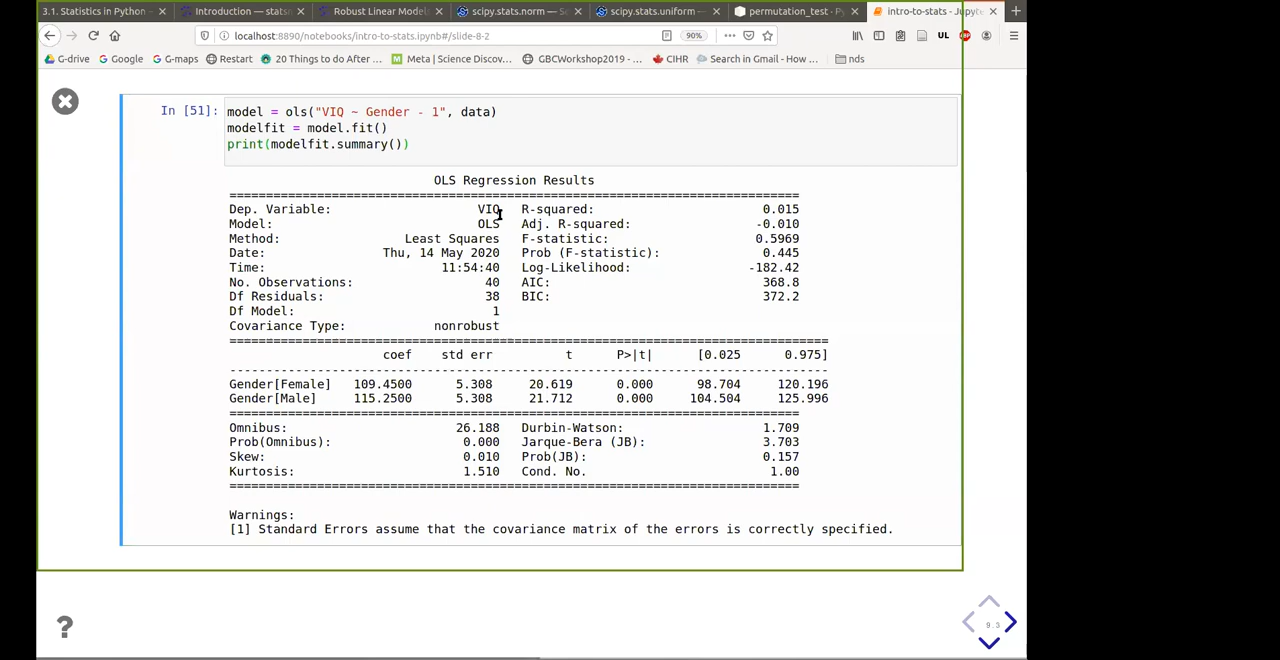 3.1. Statistics in Python
Introduction — stats
Robust Linear Model
scipy.stats.norm — Sc
scipy.stats.uniform —
permutation_test - Py
intro-to-stats - Jupyte
localhost:8890/notebooks/intro-to-stats.ipynb#/slide-8-2
90%
UL
G-drive
Google
G-maps
Restart
20 Things to do After ...
Meta | Science Discov...
GBCWorkshop2019 - ...
CIHR
Search in Gmail - How ...
nds
In [51]: model = ols("VIQ ~ Gender - 1", data)
modelfit = model.fit()
print(modelfit.summary())
OLS Regression Results
==============================================================================
Dep. Variable: VIQ R-squared: 0.015
Model: OLS Adj. R-squared: -0.010
Method: Least Squares F-statistic: 0.5969
Date: Thu, 14 May 2020 Prob (F-statistic): 0.445
Time: 11:54:40 Log-Likelihood: -182.42
No. Observations: 40 AIC: 368.8
Df Residuals: 38 BIC: 372.2
Df Model: 1
Covariance Type: nonrobust
==================================================================================
coef std err t P>|t| [0.025 0.975]
----------------------------------------------------------------------------------
Gender[Female] 109.4500 5.308 20.619 0.000 98.704 120.196
Gender[Male] 115.2500 5.308 21.712 0.000 104.504 125.996
==============================================================================
Omnibus: 26.188 Durbin-Watson: 1.709
Prob(Omnibus): 0.000 Jarque-Bera (JB): 3.703
Skew: 0.010 Prob(JB): 0.157
Kurtosis: 1.510 Cond. No. 1.00
==============================================================================
Warnings:
[1] Standard Errors assume that the covariance matrix of the errors is correctly specified.
?
9.3